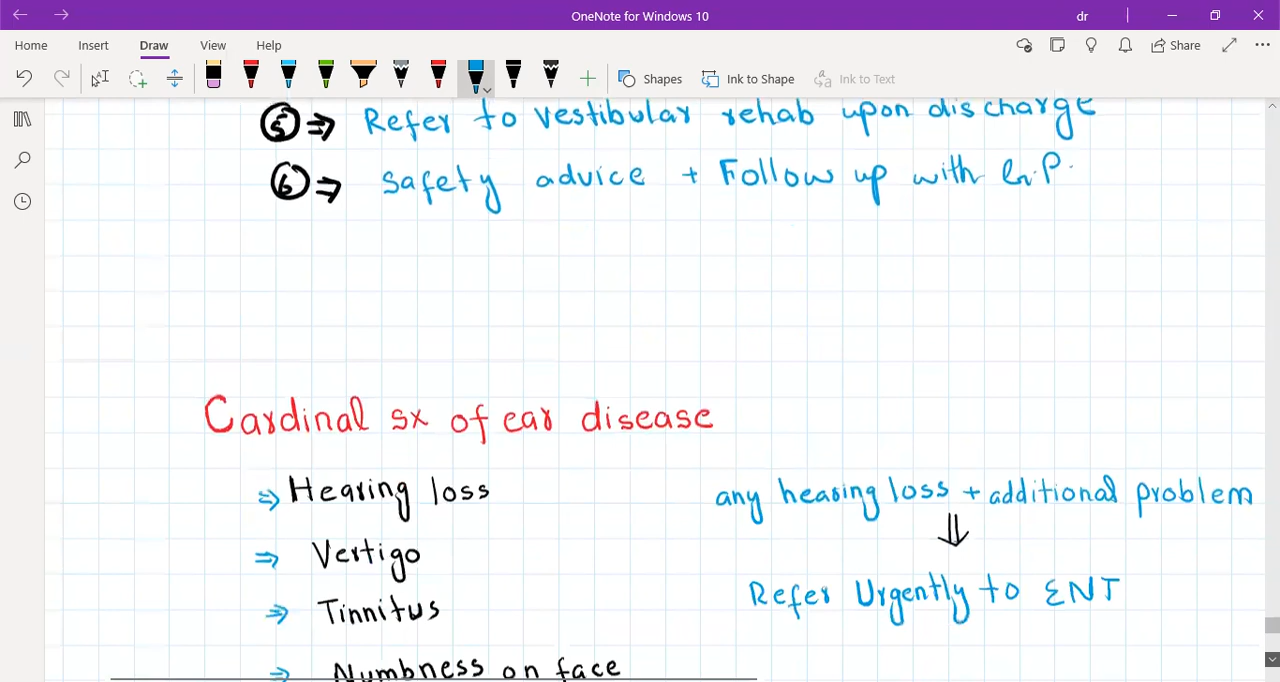 OneNote for Windows 10
dr
Home Insert Draw View Help
Share
Shapes
Ink to Shape
Ink to Text
5 ⇒ Refer to vestibular rehab upon discharge
6 ⇒ Safety advice + Follow up with G.P.
Cardinal sx of ear disease
⇒ Hearing loss
any hearing loss + additional problem
⇓
⇒ Vertigo
Refer Urgently to ENT
⇒ Tinnitus
⇒ Numbness on face